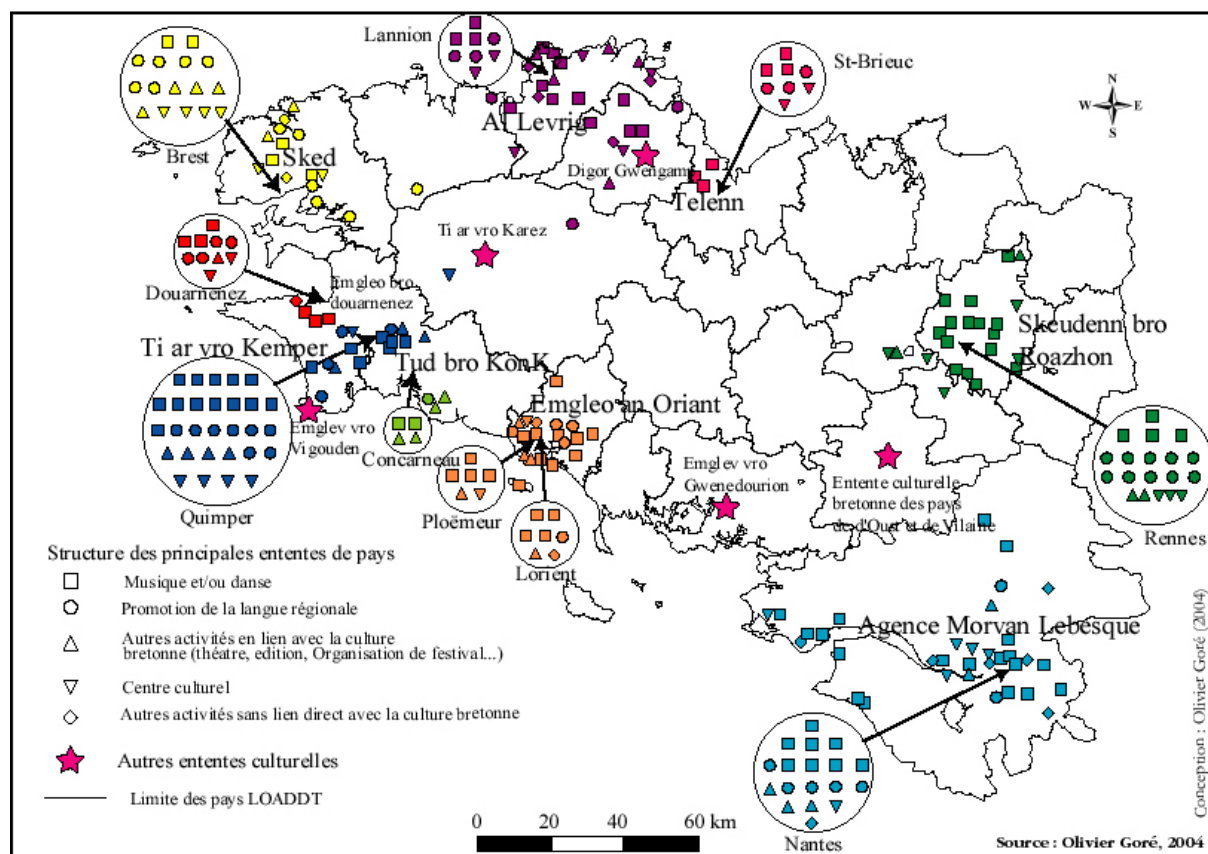 Lannion
St-Brieuc
N
W E
S
Brest
Sked
Ar Levrig
Digor Gwengamp
Telenn
Ti ar vro Karez
Douarnenez
Emgleo bro
douarnenez
Ti ar vro Kemper
Tud bro KonK
Skeudenn bro
Roazhon
Emgleo an Oriant
Emglev vro
Vigouden
Concarneau
Quimper
Ploëmeur
Lorient
Emglev vro
Gwenedourion
Entente culturelle
bretonne des pays
de d'Oust et de Vilaine
Rennes
Structure des principales ententes de pays
Musique et/ou danse
Promotion de la langue régionale
Autres activités en lien avec la culture
bretonne (théatre, edition, Organisation de festival...)
Centre culturel
Autres activités sans lien direct avec la culture bretonne
Autres ententes culturelles
Limite des pays LOADDT
Agence Morvan Lebesque
Nantes
0 20 40 60 km
Conception : Olivier Goré (2004)
Source : Olivier Goré, 2004